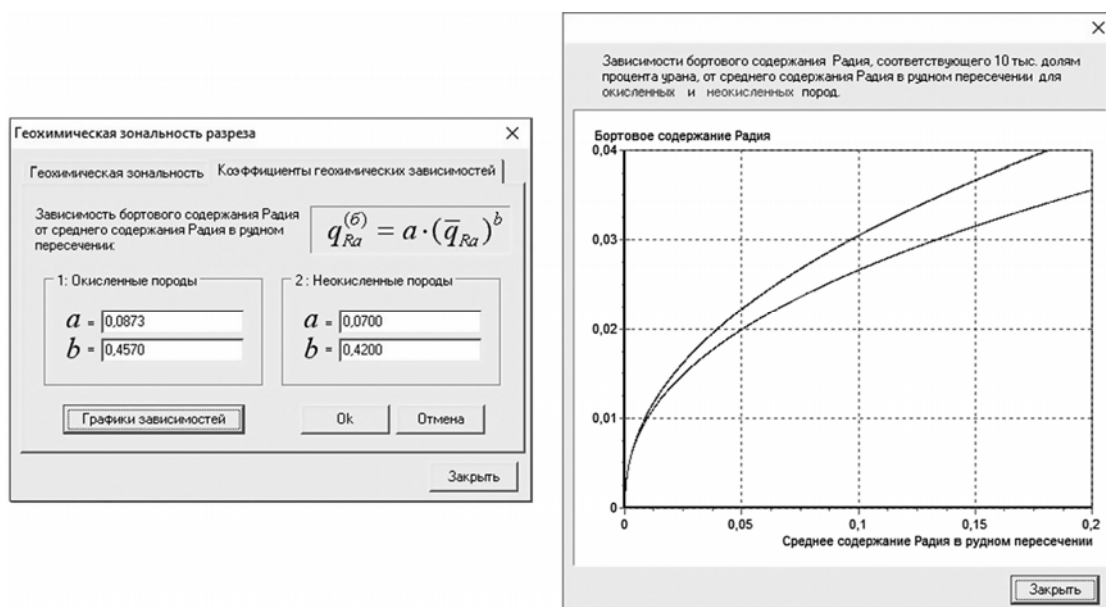 Геохимическая зональность разреза
Геохимическая зональность
Коэффициенты геохимических зависимостей
Зависимость бортового содержания Радия
от среднего содержания Радия в рудном
пересечении:
q_{Ra}^{(б)} = a · (q̅_{Ra})^b
1: Окисленные породы
a = 0,0873
b = 0,4570
2 : Неокисленные породы
a = 0,0700
b = 0,4200
Графики зависимостей
Ok
Отмена
Закрыть
Зависимости бортового содержания Радия, соответствующего 10 тыс. долям
процента урана, от среднего содержания Радия в рудном пересечении для
окисленных и неокисленных пород.
Бортовое содержание Радия
0,04
0,03
0,02
0,01
0
0 0,05 0,1 0,15 0,2
Среднее содержание Радия в рудном пересечении
Закрыть